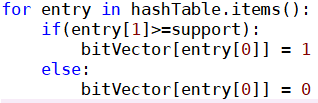 for entry in hashTable.items():
    if(entry[1]>=support):
        bitVector[entry[0]] = 1
    else:
        bitVector[entry[0]] = 0